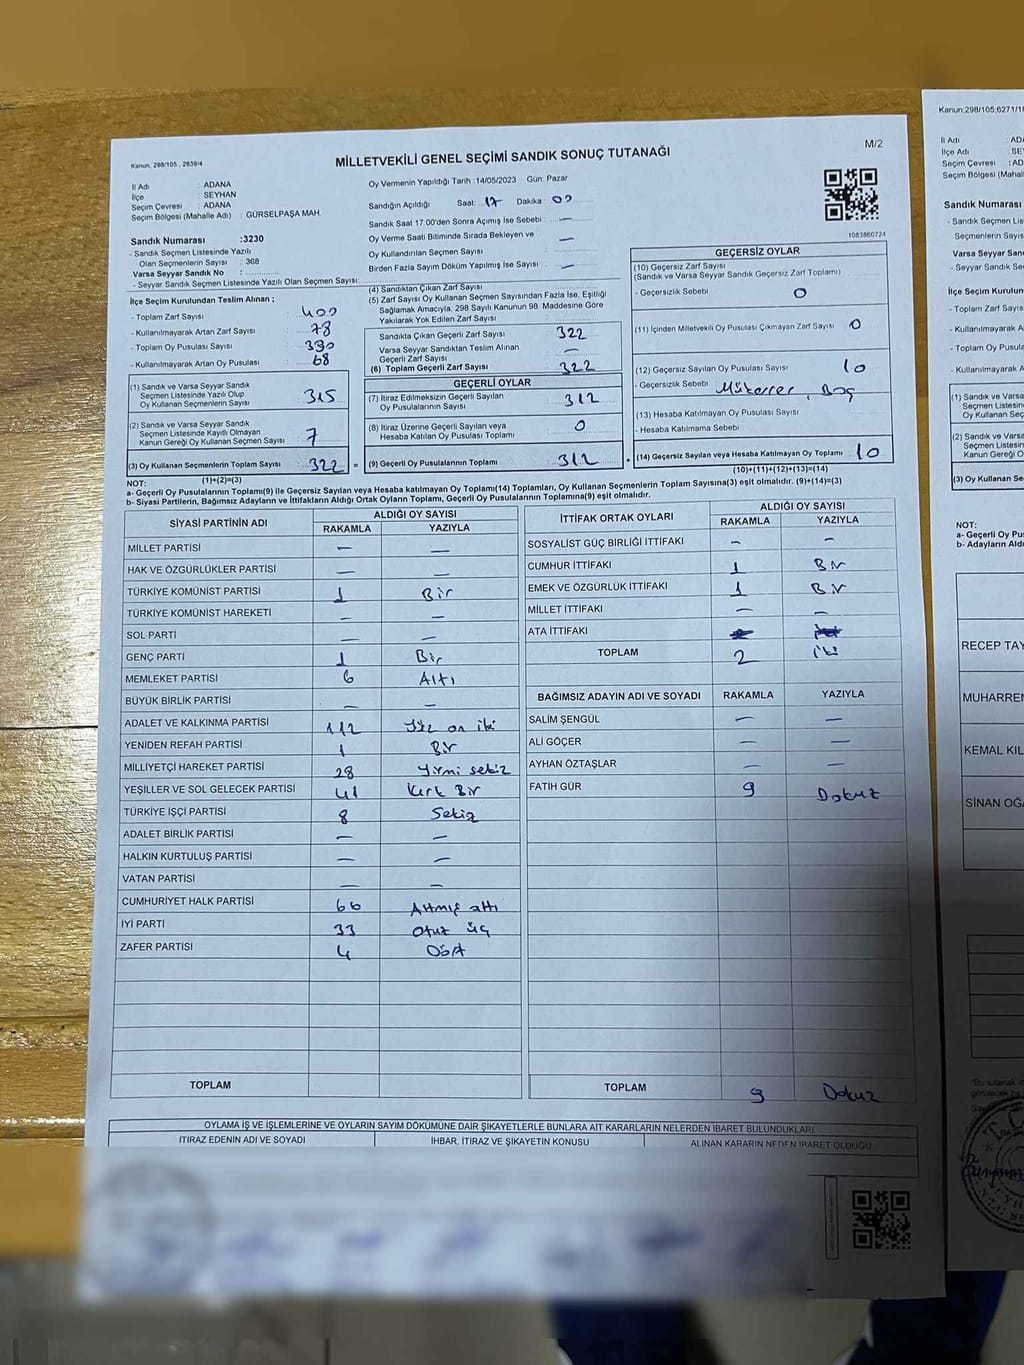 Kanun, 298/105 , 2839/4
MİLLETVEKİLİ GENEL SEÇİMİ SANDIK SONUÇ TUTANAĞI
M/2
İl Adı : ADANA
İlçe : SEYHAN
Seçim Çevresi : ADANA
Seçim Bölgesi (Mahalle Adı) : GÜRSELPAŞA MAH.
Oy Vermenin Yapıldığı Tarih :14/05/2023 Gün: Pazar
Sandığın Açıldığı Saat: 17 Dakika 00
Sandık Saat 17:00'den Sonra Açımış İse Sebebi : —
Oy Verme Saati Bitiminde Sırada Bekleyen ve
Oy Kullandırılan Seçmen Sayısı —
Birden Fazla Sayım Döküm Yapılmış İse Sayısı —
1083860724
Sandık Numarası :3230
- Sandık Seçmen Listesinde Yazılı
Olan Seçmenlerin Sayısı : 368
Varsa Seyyar Sandık No :
- Seyyar Sandık Seçmen Listesinde Yazılı Olan Seçmen Sayısı:
İlçe Seçim Kurulundan Teslim Alınan ;
- Toplam Zarf Sayısı : 400
- Kullanılmayarak Artan Zarf Sayısı : 78
- Toplam Oy Pusulası Sayısı : 390
- Kullanılmayarak Artan Oy Pusulası : 68
(1) Sandık ve Varsa Seyyar Sandık
Seçmen Listesinde Yazılı Olup
Oy Kullanan Seçmenlerin Sayısı : 315
(2) Sandık ve Varsa Seyyar Sandık
Seçmen Listesinde Kayıtlı Olmayan
Kanun Gereği Oy Kullanan Seçmen Sayısı : 7
(3) Oy Kullanan Seçmenlerin Toplam Sayısı : 322 =
(1)+(2)=(3)
(4) Sandıktan Çıkan Zarf Sayısı
(5) Zarf Sayısı Oy Kullanan Seçmen Sayısından Fazla İse, Eşitliği
Sağlamak Amacıyla, 298 Sayılı Kanunun 98. Maddesine Göre
Yakılarak Yok Edilen Zarf Sayısı :
Sandıkta Çıkan Geçerli Zarf Sayısı : 322
Varsa Seyyar Sandıktan Teslim Alınan
Geçerli Zarf Sayısı : —
(6) Toplam Geçerli Zarf Sayısı : 322
GEÇERLİ OYLAR
(7) İtiraz Edilmeksizin Geçerli Sayılan
Oy Pusulalarının Sayısı : 312
(8) İtiraz Üzerine Geçerli Sayılan veya
Hesaba Katılan Oy Pusulası Toplamı : 0
(9) Geçerli Oy Pusulalarının Toplamı : 312 +
GEÇERSİZ OYLAR
(10) Geçersiz Zarf Sayısı
(Sandık ve Varsa Seyyar Sandık Geçersiz Zarf Toplamı)
- Geçersizlik Sebebi : 0
(11) İçinden Milletvekili Oy Pusulası Çıkmayan Zarf Sayısı : 0
(12) Geçersiz Sayılan Oy Pusulası Sayısı : 10
- Geçersizlik Sebebi : Mükerrer, Boş
(13) Hesaba Katılmayan Oy Pusulası Sayısı :
- Hesaba Katılmama Sebebi :
(14) Geçersiz Sayılan veya Hesaba Katılmayan Oy Toplamı : 10
(10)+(11)+(12)+(13)=(14)
NOT:
a- Geçerli Oy Pusulalarının Toplamı(9) ile Geçersiz Sayılan veya Hesaba katılmayan Oy Toplamı(14) Toplamları, Oy Kullanan Seçmenlerin Toplam Sayısına(3) eşit olmalıdır. (9)+(14)=(3)
b- Siyasi Partilerin, Bağımsız Adayların ve İttifakların Aldığı Ortak Oyların Toplamı, Geçerli Oy Pusulalarının Toplamına(9) eşit olmalıdır.
SİYASİ PARTİNİN ADI ALDIĞI OY SAYISI
RAKAMLA YAZIYLA
MİLLET PARTİSİ — —
HAK VE ÖZGÜRLÜKLER PARTİSİ — —
TÜRKİYE KOMÜNİST PARTİSİ 1 Bir
TÜRKİYE KOMÜNİST HAREKETİ — —
SOL PARTİ — —
GENÇ PARTİ 1 Bir
MEMLEKET PARTİSİ 6 Altı
BÜYÜK BİRLİK PARTİSİ — —
ADALET VE KALKINMA PARTİSİ 112 Yüz on iki
YENİDEN REFAH PARTİSİ 1 Bir
MİLLİYETÇİ HAREKET PARTİSİ 28 Yirmi sekiz
YEŞİLLER VE SOL GELECEK PARTİSİ 41 Kırk Bir
TÜRKİYE İŞÇİ PARTİSİ 8 Sekiz
ADALET BİRLİK PARTİSİ — —
HALKIN KURTULUŞ PARTİSİ — —
VATAN PARTİSİ — —
CUMHURİYET HALK PARTİSİ 66 Altmış altı
İYİ PARTİ 33 Otuz üç
ZAFER PARTİSİ 4 Dört
TOPLAM
İTTİFAK ORTAK OYLARI ALDIĞI OY SAYISI
RAKAMLA YAZIYLA
SOSYALİST GÜÇ BİRLİĞİ İTTİFAKI — —
CUMHUR İTTİFAKI 1 Bir
EMEK VE ÖZGÜRLÜK İTTİFAKI 1 Bir
MİLLET İTTİFAKI — —
ATA İTTİFAKI
TOPLAM 2 iki
BAĞIMSIZ ADAYIN ADI VE SOYADI RAKAMLA YAZIYLA
SALİM ŞENGÜL — —
ALİ GÖÇER — —
AYHAN ÖZTAŞLAR — —
FATİH GÜR 9 Dokuz
TOPLAM 9 Dokuz
OYLAMA İŞ VE İŞLEMLERİNE VE OYLARIN SAYIM DÖKÜMÜNE DAİR ŞİKAYETLERLE BUNLARA AİT KARARLARIN NELERDEN İBARET BULUNDUKLARI
İTİRAZ EDENİN ADI VE SOYADI İHBAR, İTİRAZ VE ŞİKAYETİN KONUSU ALINAN KARARIN NEDEN İBARET OLDUĞU
Kanun:298/105,6271/1
İl Adı : ADA
İlçe Adı : SE
Seçim Çevresi : ADA
Seçim Bölgesi (Mahal
Sandık Numarası
- Sandık Seçmen Lis
Seçmenlerin Sayıs
Varsa Seyyar San
- Seyyar Sandık Seç
İlçe Seçim Kurulun
- Toplam Zarf Sayıs
- Kullanılmayarak
- Toplam Oy Pusula
- Kullanılmayarak
(1) Sandık ve Vars
Seçmen Listesin
Oy Kullanan Seç
(2) Sandık ve Vars
Seçmen Listesin
Kanun Gereği O
(3) Oy Kullanan Se
NOT:
a- Geçerli Oy Pu
b- Adayların Aldı
RECEP TAY
MUHARREN
KEMAL KIL
SİNAN OĞ